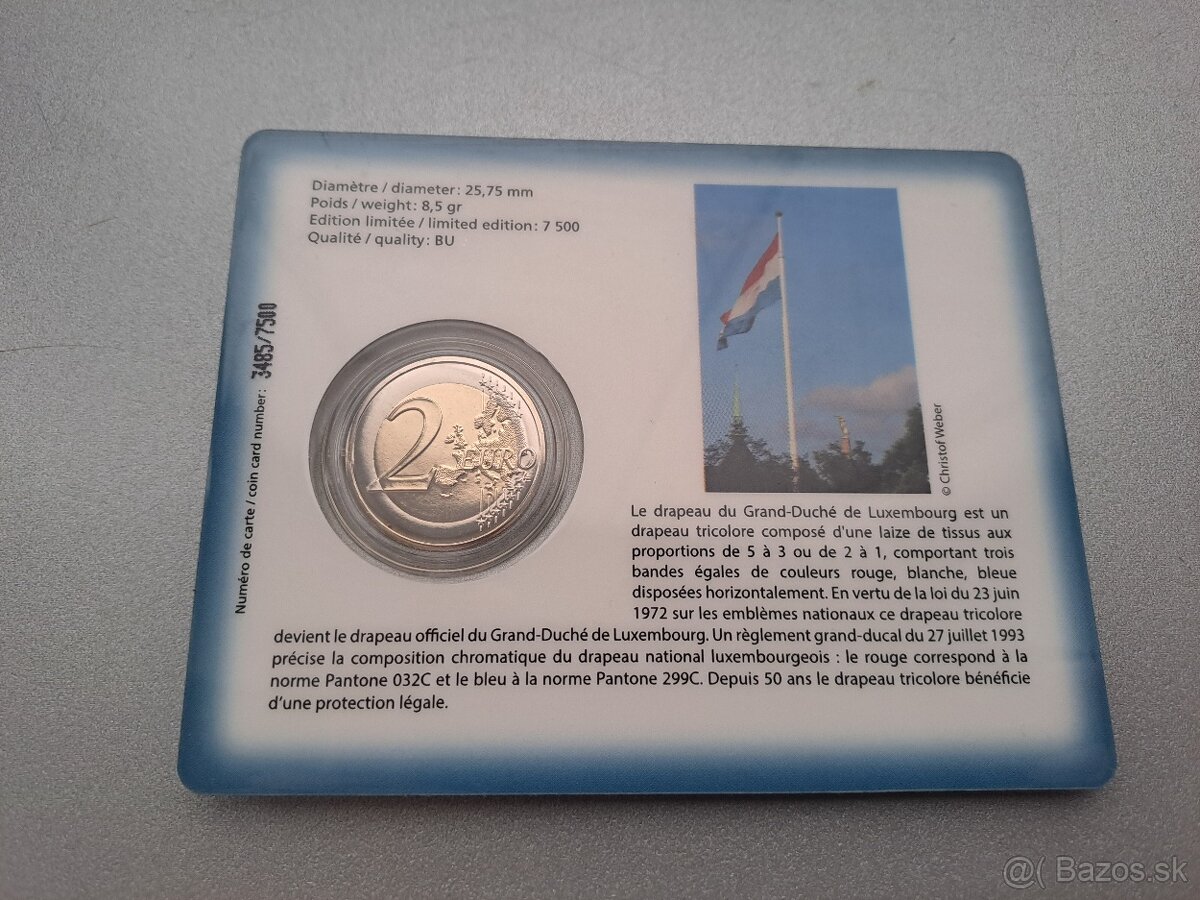 Diamètre / diameter: 25,75 mm
Poids / weight: 8,5 gr
Edition limitée / limited edition: 7 500
Qualité / quality: BU
Numéro de carte / coin card number: 3485/7500
2 EURO
© Christof Weber
Le drapeau du Grand-Duché de Luxembourg est un
drapeau tricolore composé d'une laize de tissus aux
proportions de 5 à 3 ou de 2 à 1, comportant trois
bandes égales de couleurs rouge, blanche, bleue
disposées horizontalement. En vertu de la loi du 23 juin
1972 sur les emblèmes nationaux ce drapeau tricolore
devient le drapeau officiel du Grand-Duché de Luxembourg. Un règlement grand-ducal du 27 juillet 1993
précise la composition chromatique du drapeau national luxembourgeois : le rouge correspond à la
norme Pantone 032C et le bleu à la norme Pantone 299C. Depuis 50 ans le drapeau tricolore bénéficie
d'une protection légale.
@( Bazos.sk